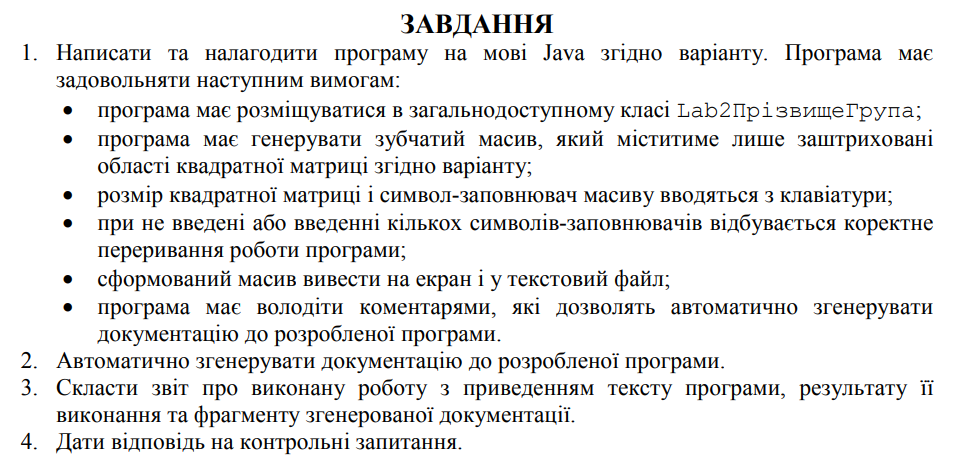 ЗАВДАННЯ
1. Написати та налагодити програму на мові Java згідно варіанту. Програма має
задовольняти наступним вимогам:
• програма має розміщуватися в загальнодоступному класі Lab2ПрізвищеГрупа;
• програма має генерувати зубчатий масив, який міститиме лише заштриховані
області квадратної матриці згідно варіанту;
• розмір квадратної матриці і символ-заповнювач масиву вводяться з клавіатури;
• при не введені або введенні кількох символів-заповнювачів відбувається коректне
переривання роботи програми;
• сформований масив вивести на екран і у текстовий файл;
• програма має володіти коментарями, які дозволять автоматично згенерувати
документацію до розробленої програми.
2. Автоматично згенерувати документацію до розробленої програми.
3. Скласти звіт про виконану роботу з приведенням тексту програми, результату її
виконання та фрагменту згенерованої документації.
4. Дати відповідь на контрольні запитання.